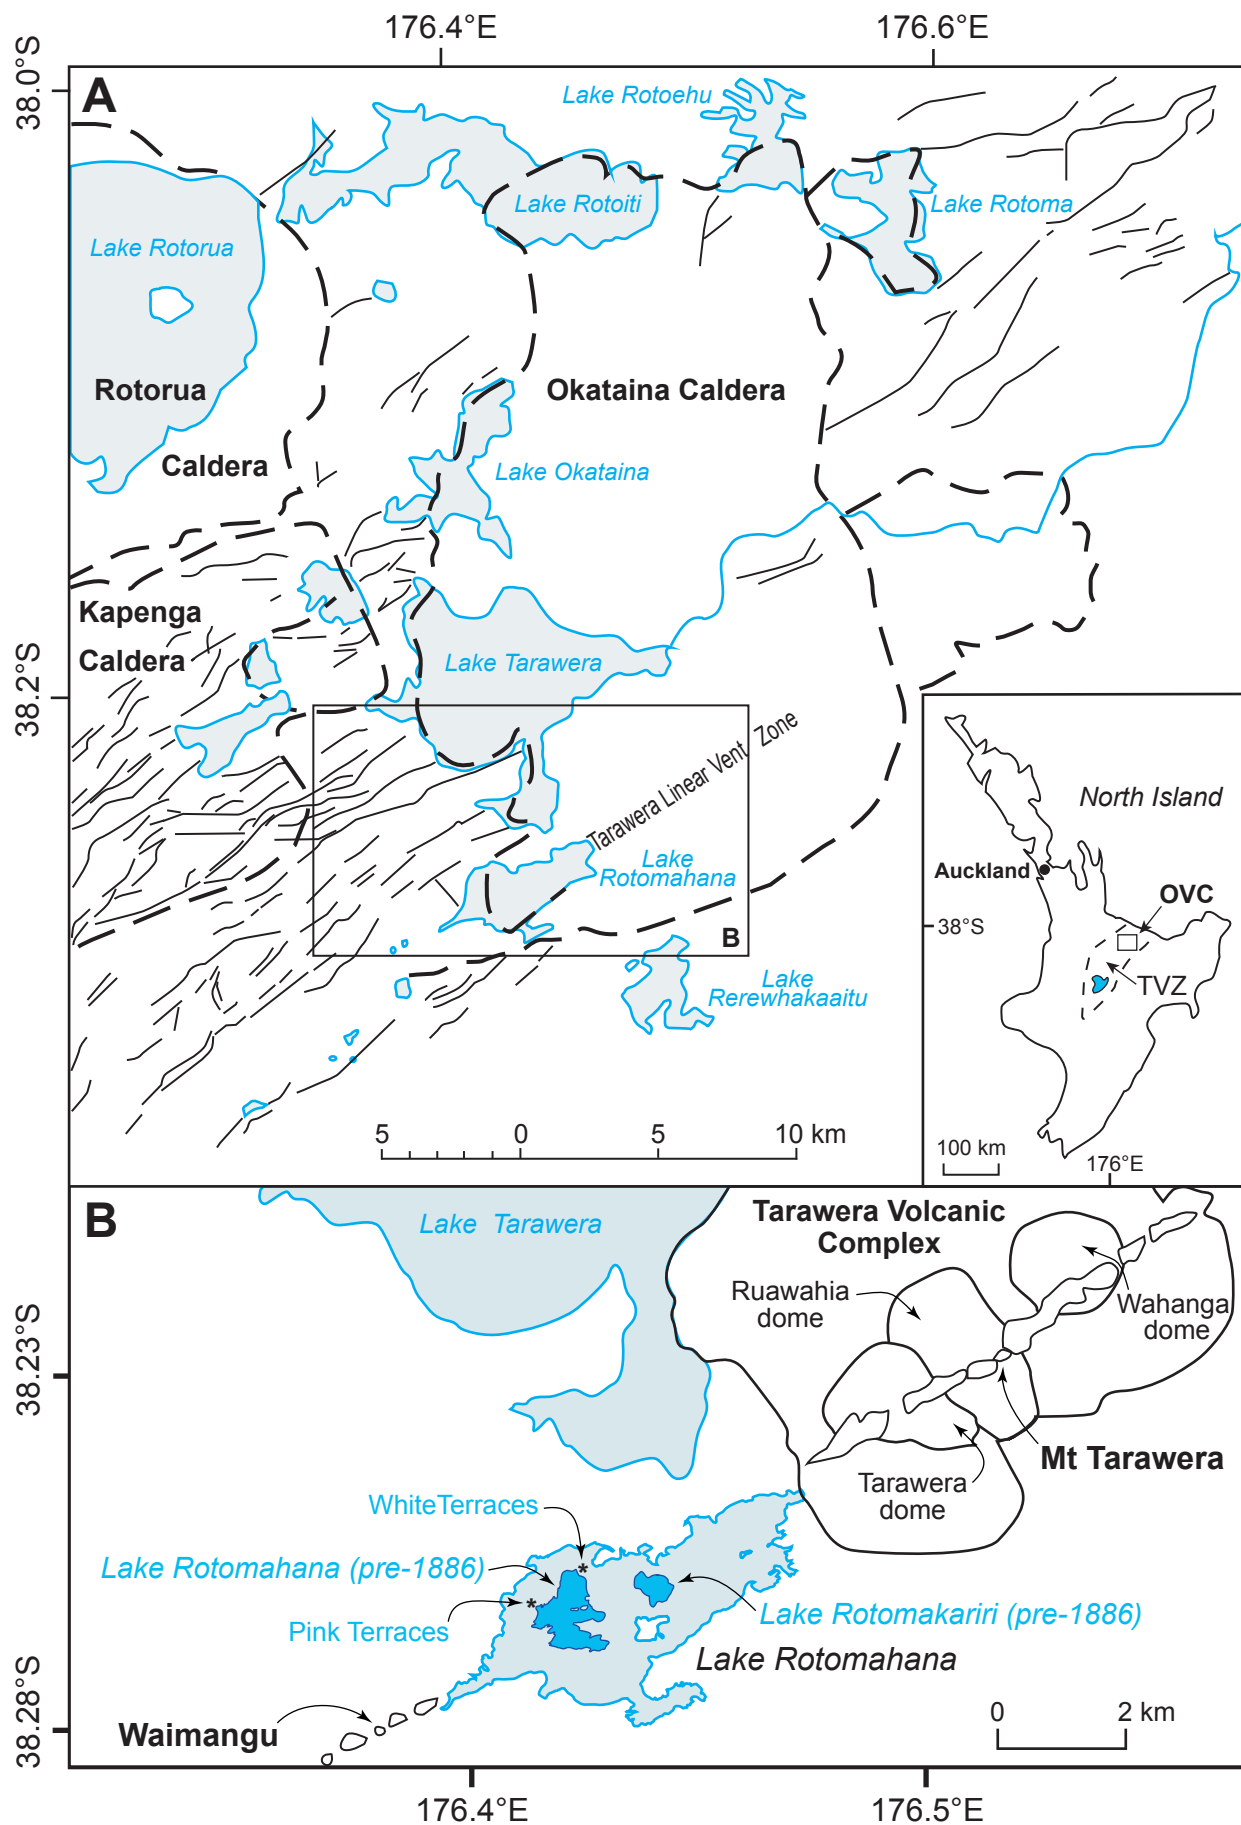 176.4°E
176.6°E
38.0°S
A
Lake Rotoehu
Lake Rotoiti
Lake Rotoma
Lake Rotorua
Rotorua
Caldera
Okataina Caldera
Lake Okataina
Kapenga
Caldera
Lake Tarawera
38.2°S
Tarawera Linear Vent Zone
Lake
Rotomahana
B
Lake
Rerewhakaaitu
North Island
Auckland
OVC
38°S
TVZ
100 km
176°E
5
0
5
10 km
B
Lake Tarawera
Tarawera Volcanic
Complex
Ruawahia
dome
Wahanga
dome
38.23°S
Mt Tarawera
Tarawera
dome
WhiteTerraces
Lake Rotomahana (pre-1886)
*
*
Pink Terraces
Lake Rotomakariri (pre-1886)
Lake Rotomahana
38.28°S
Waimangu
0
2 km
176.4°E
176.5°E